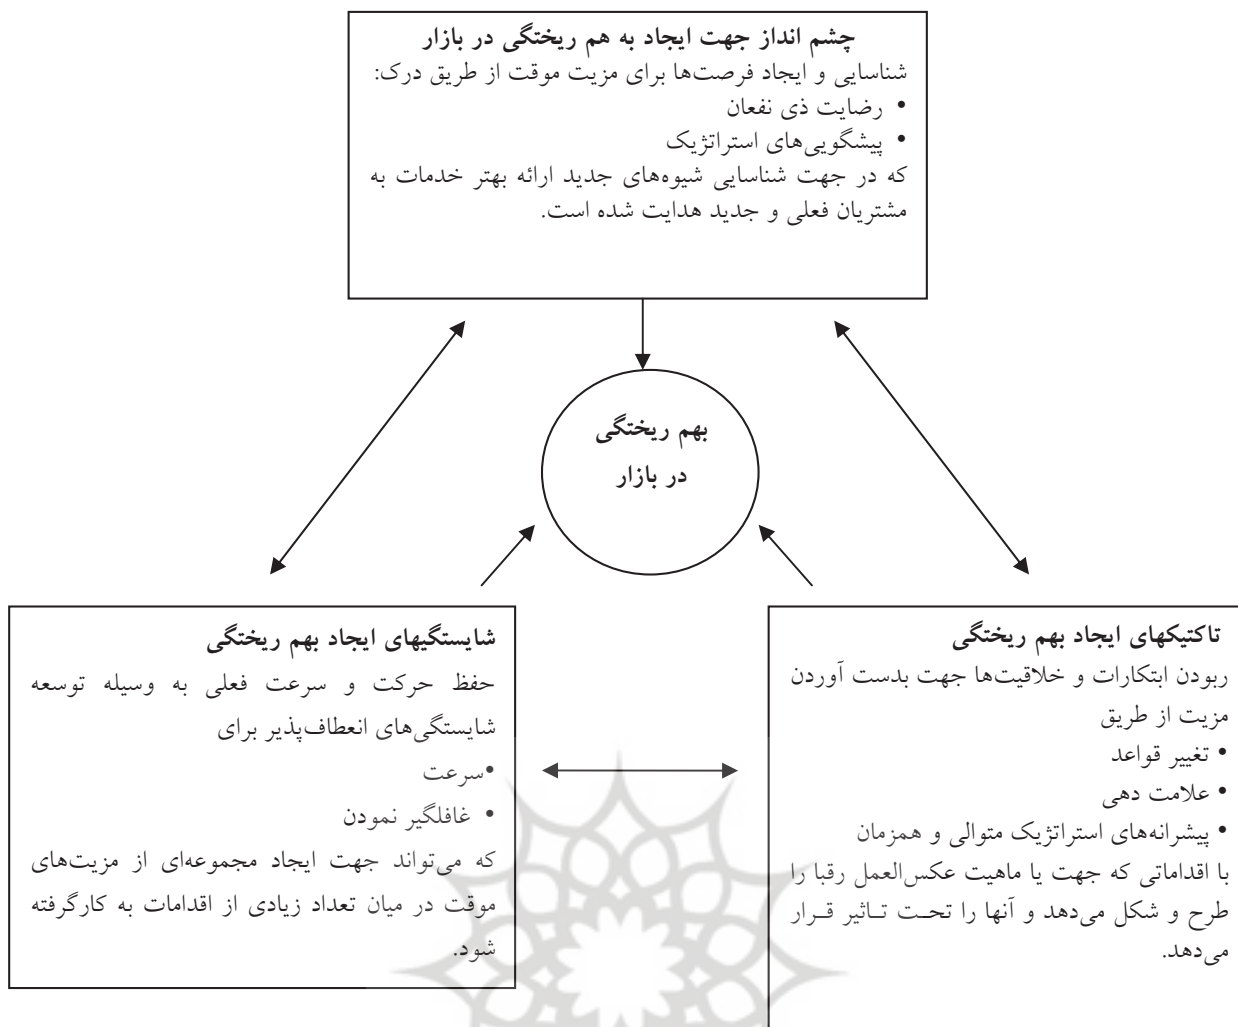 چشم انداز جهت ایجاد به هم ریختگی در بازار
شناسایی و ایجاد فرصت‌ها برای مزیت موقت از طریق درک:
• رضایت ذی نفعان
• پیشگویی‌های استراتژیک
که در جهت شناسایی شیوه‌های جدید ارائه بهتر خدمات به
مشتریان فعلی و جدید هدایت شده است.
بهم ریختگی
در بازار
تاکتیکهای ایجاد بهم ریختگی
ربودن ابتکارات و خلاقیت‌ها جهت بدست آوردن
مزیت از طریق
• تغییر قواعد
• علامت دهی
• پیشرانه‌های استراتژیک متوالی و همزمان
با اقداماتی که جهت یا ماهیت عکس‌العمل رقبا را
طرح و شکل می‌دهد و آنها را تحت تاثیر قرار
می‌دهد.
شایستگیهای ایجاد بهم ریختگی
حفظ حرکت و سرعت فعلی به وسیله توسعه
شایستگی‌های انعطاف‌پذیر برای
•سرعت
• غافلگیر نمودن
که می‌تواند جهت ایجاد مجموعه‌ای از مزیت‌های
موقت در میان تعداد زیادی از اقدامات به کارگرفته
شود.